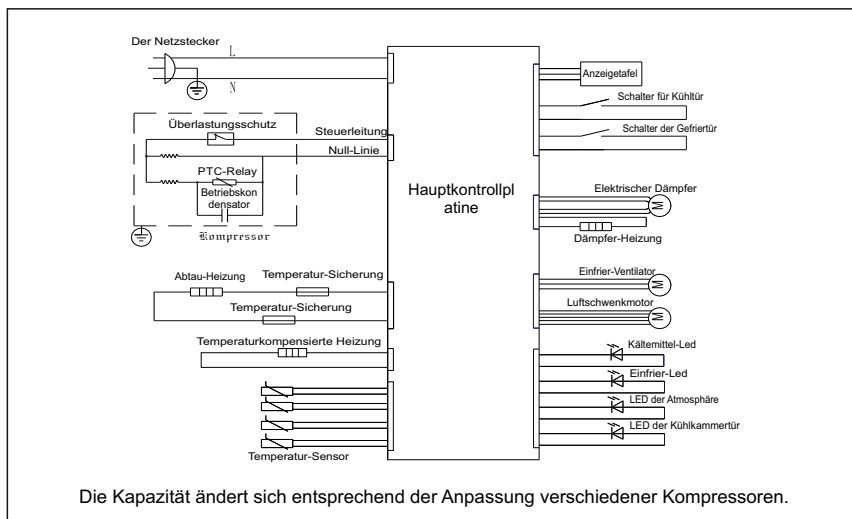 Der Netzstecker
L
N
Überlastungsschutz
Steuerleitung
Null-Linie
PTC-Relay
Betriebskon
densator
Kompressor
Abtau-Heizung
Temperatur-Sicherung
Temperatur-Sicherung
Temperaturkompensierte Heizung
Temperatur-Sensor
Hauptkontrollpl
atine
Anzeigetafel
Schalter für Kühltür
Schalter der Gefriertür
Elektrischer Dämpfer
Dämpfer-Heizung
Einfrier-Ventilator
Luftschwenkmotor
Kältemittel-Led
Einfrier-Led
LED der Atmosphäre
LED der Kühlkammertür
Die Kapazität ändert sich entsprechend der Anpassung verschiedener Kompressoren.